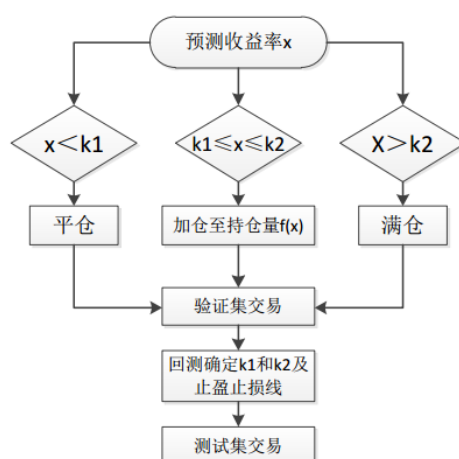 预测收益率x
x＜k1
k1≤x≤k2
X＞k2
平仓
加仓至持仓量f(x)
满仓
验证集交易
回测确定k1和k2及
止盈止损线
测试集交易